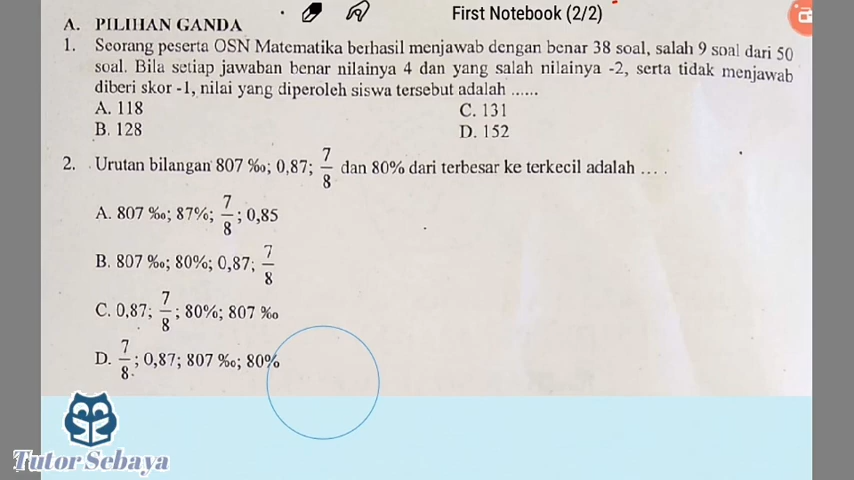 First Notebook (2/2)
A. PILIHAN GANDA
1. Seorang peserta OSN Matematika berhasil menjawab dengan benar 38 soal, salah 9 soal dari 50
soal. Bila setiap jawaban benar nilainya 4 dan yang salah nilainya -2, serta tidak menjawab
diberi skor -1, nilai yang diperoleh siswa tersebut adalah ......
A. 118
C. 131
B. 128
D. 152
2. Urutan bilangan 807 ‰; 0,87; 7/8 dan 80% dari terbesar ke terkecil adalah ... .
A. 807 ‰; 87%; 7/8; 0,85
B. 807 ‰; 80%; 0,87; 7/8
C. 0,87; 7/8; 80%; 807 ‰
D. 7/8; 0,87; 807 ‰; 80%
Tutor Sebaya